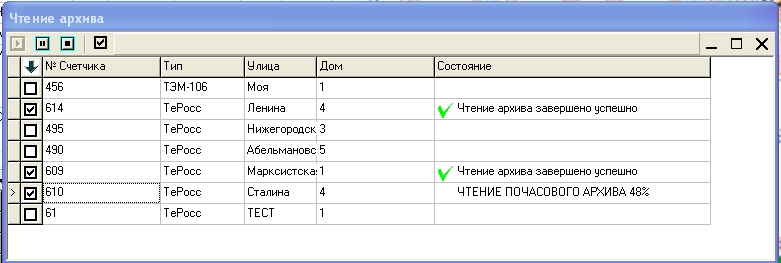 Чтение архива
№ Счетчика Тип Улица Дом Состояние
456 ТЭМ-106 Моя 1
614 ТеРосс Ленина 4 Чтение архива завершено успешно
495 ТеРосс Нижегородск 3
490 ТеРосс Абельмановс 5
609 ТеРосс Марксистска 1 Чтение архива завершено успешно
610 ТеРосс Сталина 4 ЧТЕНИЕ ПОЧАСОВОГО АРХИВА 48%
61 ТеРосс ТЕСТ 1